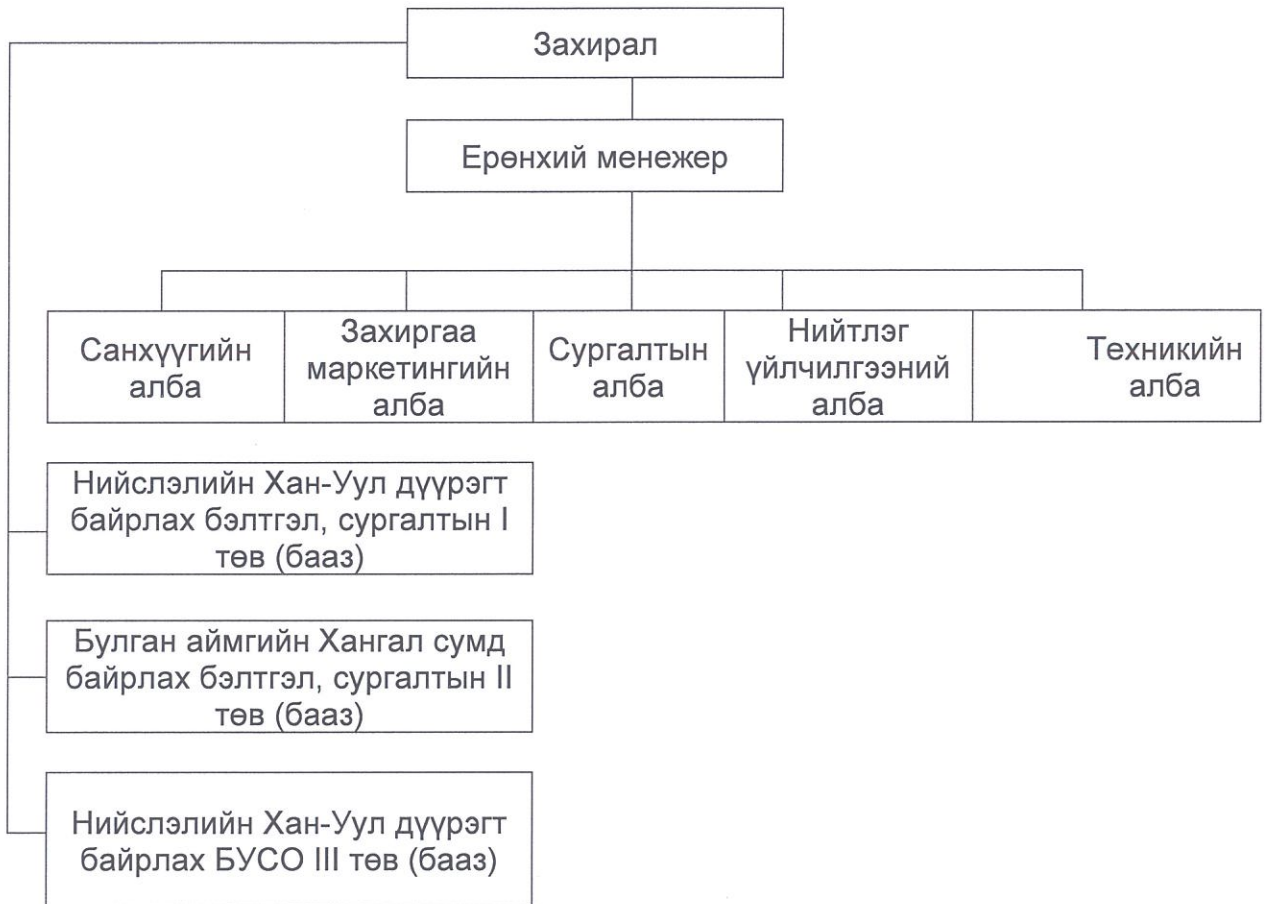 Захирал
Ерөнхий менежер
Санхүүгийн
алба
Захиргаа
маркетингийн
алба
Сургалтын
алба
Нийтлэг
үйлчилгээний
алба
Техникийн
алба
Нийслэлийн Хан-Уул дүүрэгт
байрлах бэлтгэл, сургалтын I
төв (бааз)
Булган аймгийн Хангал сумд
байрлах бэлтгэл, сургалтын II
төв (бааз)
Нийслэлийн Хан-Уул дүүрэгт
байрлах БУСО III төв (бааз)